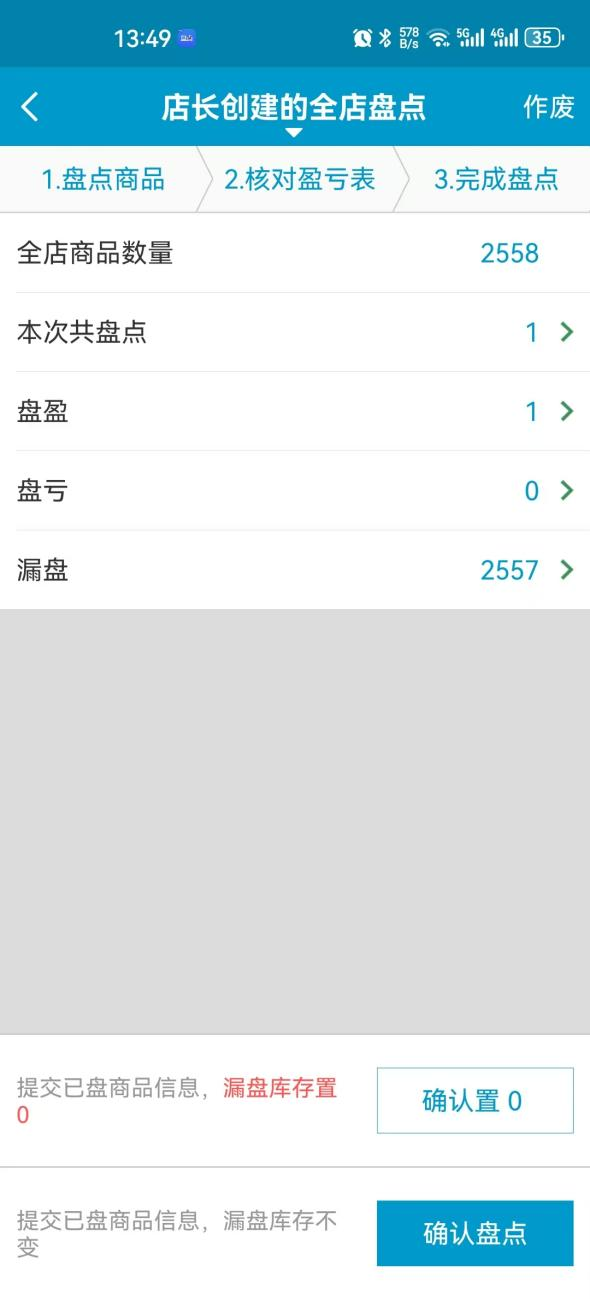 13:49
578
B/s
5G
4G
35
店长创建的全店盘点
作废
1.盘点商品
2.核对盈亏表
3.完成盘点
全店商品数量
2558
本次共盘点
1
盘盈
1
盘亏
0
漏盘
2557
提交已盘商品信息，漏盘库存置
0
确认置 0
提交已盘商品信息，漏盘库存不
变
确认盘点